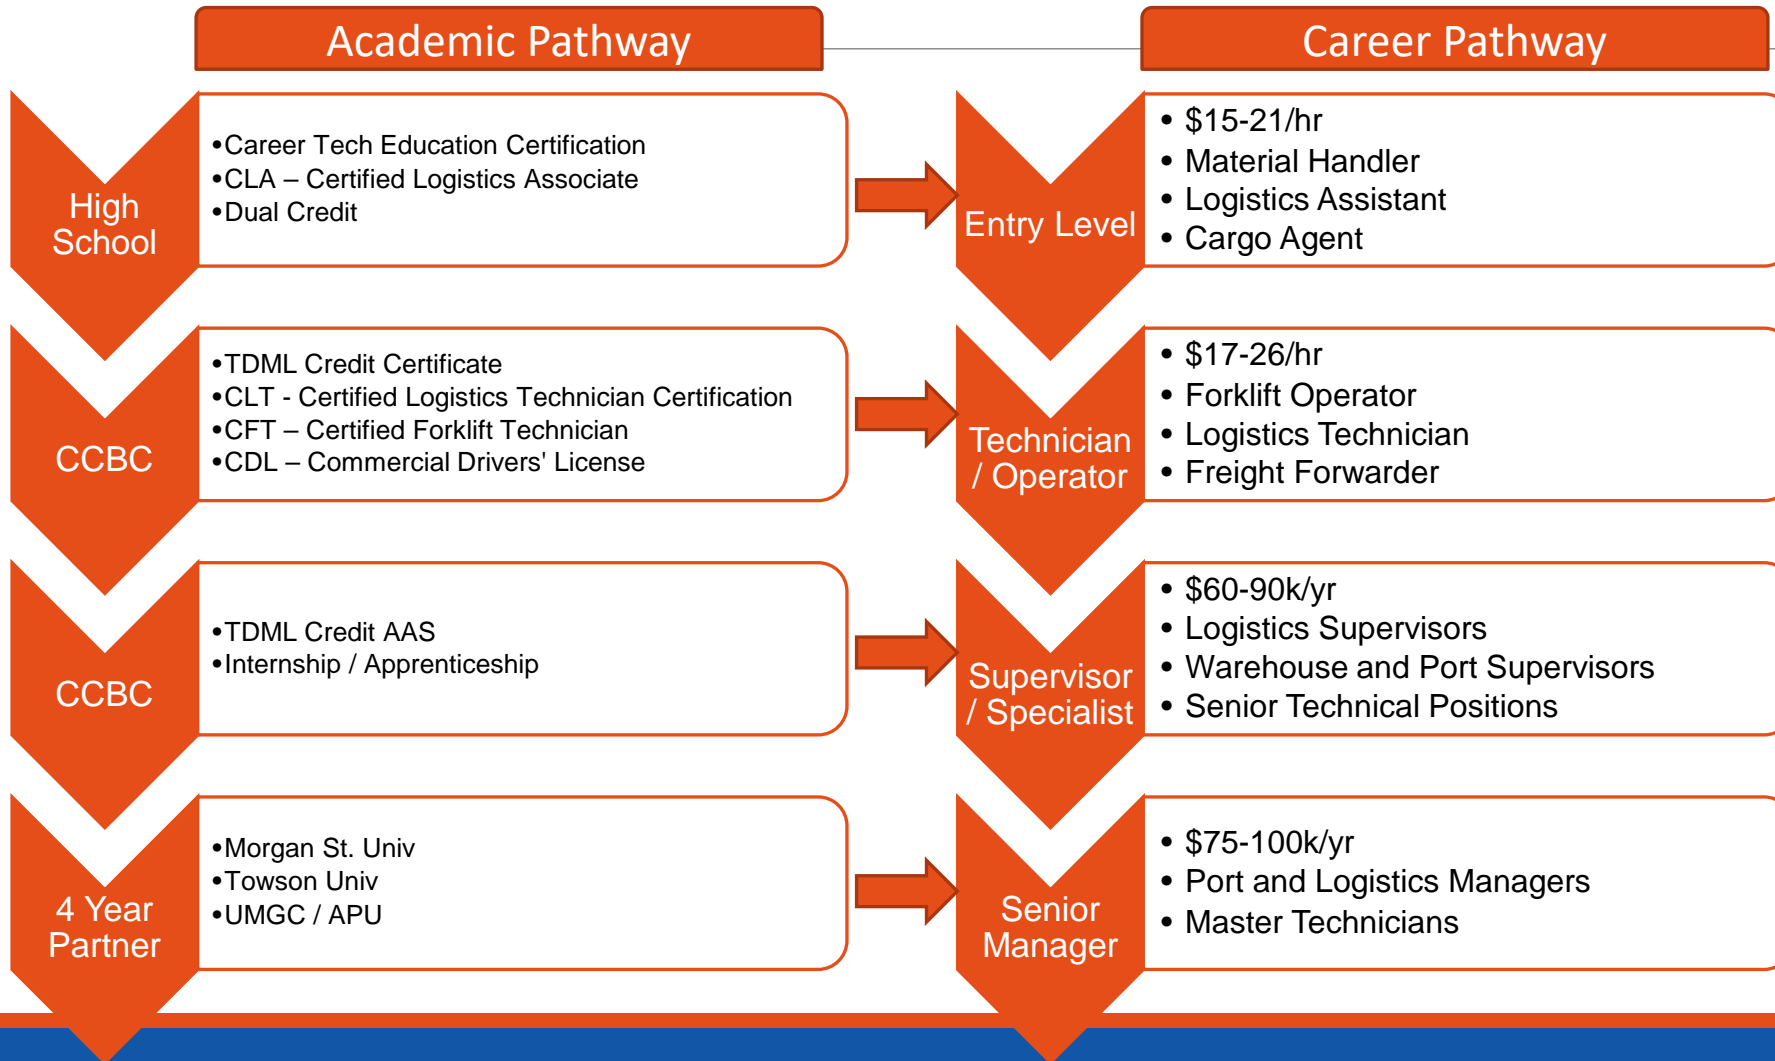 Academic Pathway
Career Pathway
High
School
•Career Tech Education Certification
•CLA – Certified Logistics Associate
•Dual Credit
Entry Level
• $15-21/hr
• Material Handler
• Logistics Assistant
• Cargo Agent
CCBC
•TDML Credit Certificate
•CLT - Certified Logistics Technician Certification
•CFT – Certified Forklift Technician
•CDL – Commercial Drivers' License
Technician
/ Operator
• $17-26/hr
• Forklift Operator
• Logistics Technician
• Freight Forwarder
CCBC
•TDML Credit AAS
•Internship / Apprenticeship
Supervisor
/ Specialist
• $60-90k/yr
• Logistics Supervisors
• Warehouse and Port Supervisors
• Senior Technical Positions
4 Year
Partner
•Morgan St. Univ
•Towson Univ
•UMGC / APU
Senior
Manager
• $75-100k/yr
• Port and Logistics Managers
• Master Technicians